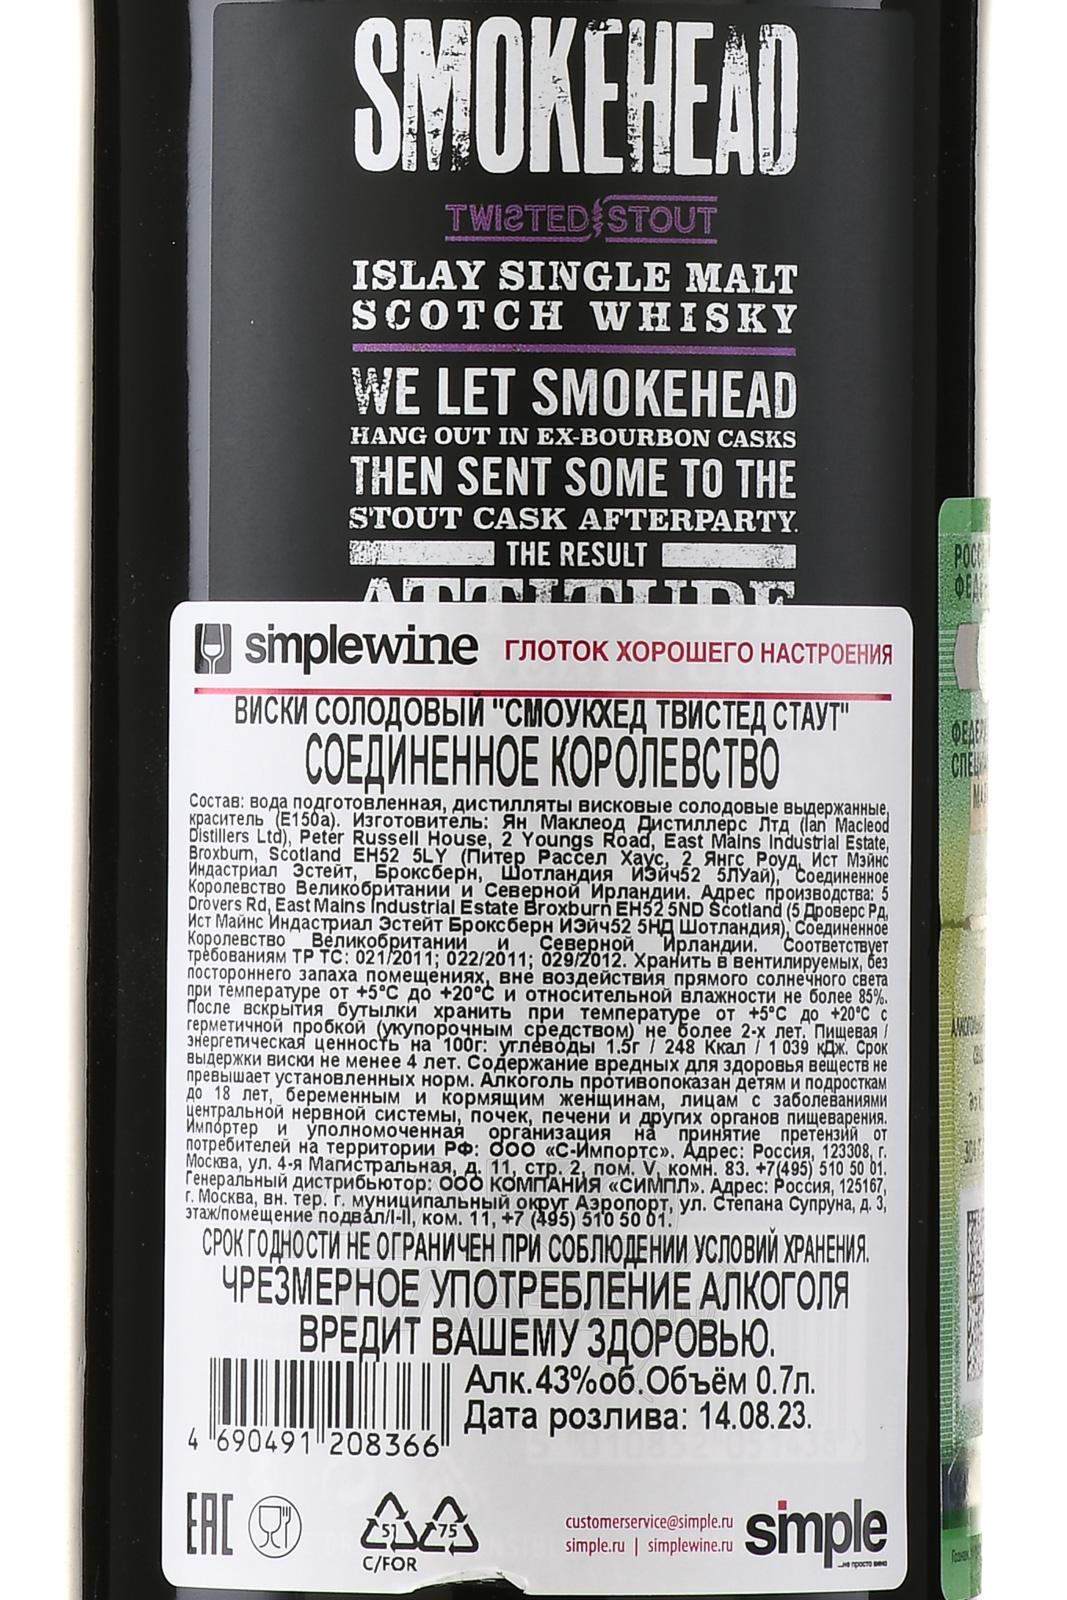 SMOKEHEAD
TWISTED STOUT
ISLAY SINGLE MALT
SCOTCH WHISKY
WE LET SMOKEHEAD
HANG OUT IN EX-BOURBON CASKS
THEN SENT SOME TO THE
STOUT CASK AFTERPARTY.
THE RESULT
ATTITUDE
simplewine ГЛОТОК ХОРОШЕГО НАСТРОЕНИЯ
ВИСКИ СОЛОДОВЫЙ "СМОУКХЕД ТВИСТЕД СТАУТ"
СОЕДИНЕННОЕ КОРОЛЕВСТВО
Состав: вода подготовленная, дистилляты висковые солодовые выдержанные,
краситель (Е150а). Изготовитель: Ян Маклеод Дистиллерс Лтд (Ian Macleod
Distillers Ltd), Peter Russell House, 2 Youngs Road, East Mains Industrial Estate,
Broxburn, Scotland EH52 5LY (Питер Рассел Хаус, 2 Янгс Роуд, Ист Мэйнс
Индастриал Эстейт, Броксберн, Шотландия ИЭйч52 5ЛУай), Соединенное
Королевство Великобритании и Северной Ирландии. Адрес производства: 5
Drovers Rd, East Mains Industrial Estate Broxburn EH52 5ND Scotland (5 Дроверс Рд,
Ист Майнс Индастриал Эстейт Броксберн ИЭйч52 5НД Шотландия), Соединенное
Королевство Великобритании и Северной Ирландии. Соответствует
требованиям ТР ТС: 021/2011; 022/2011; 029/2012. Хранить в вентилируемых, без
постороннего запаха помещениях, вне воздействия прямого солнечного света
при температуре от +5°С до +20°С и относительной влажности не более 85%.
После вскрытия бутылки хранить при температуре от +5°С до +20°С с
герметичной пробкой (укупорочным средством) не более 2-х лет. Пищевая /
энергетическая ценность на 100г: углеводы 1.5г / 248 Ккал / 1 039 кДж. Срок
выдержки виски не менее 4 лет. Содержание вредных для здоровья веществ не
превышает установленных норм. Алкоголь противопоказан детям и подросткам
до 18 лет, беременным и кормящим женщинам, лицам с заболеваниями
центральной нервной системы, почек, печени и других органов пищеварения.
Импортер и уполномоченная организация на принятие претензий от
потребителей на территории РФ: ООО «С-Импортс». Адрес: Россия, 123308, г.
Москва, ул. 4-я Магистральная, д. 11, стр. 2, пом. V, комн. 83. +7(495) 510 50 01.
Генеральный дистрибьютор: ООО КОМПАНИЯ «СИМПЛ». Адрес: Россия, 125167,
г. Москва, вн. тер. г. муниципальный округ Аэропорт, ул. Степана Супруна, д. 3,
этаж/помещение подвал/I-II, ком. 11, +7 (495) 510 50 01.
СРОК ГОДНОСТИ НЕ ОГРАНИЧЕН ПРИ СОБЛЮДЕНИИ УСЛОВИЙ ХРАНЕНИЯ.
ЧРЕЗМЕРНОЕ УПОТРЕБЛЕНИЕ АЛКОГОЛЯ
ВРЕДИТ ВАШЕМУ ЗДОРОВЬЮ.
Алк.43%об.Объём 0.7л.
Дата розлива: 14.08.23.
4 690491 208366
EAC
51 75
C/FOR
customerservice@simple.ru
simple.ru | simplewine.ru
simple
...не просто вино